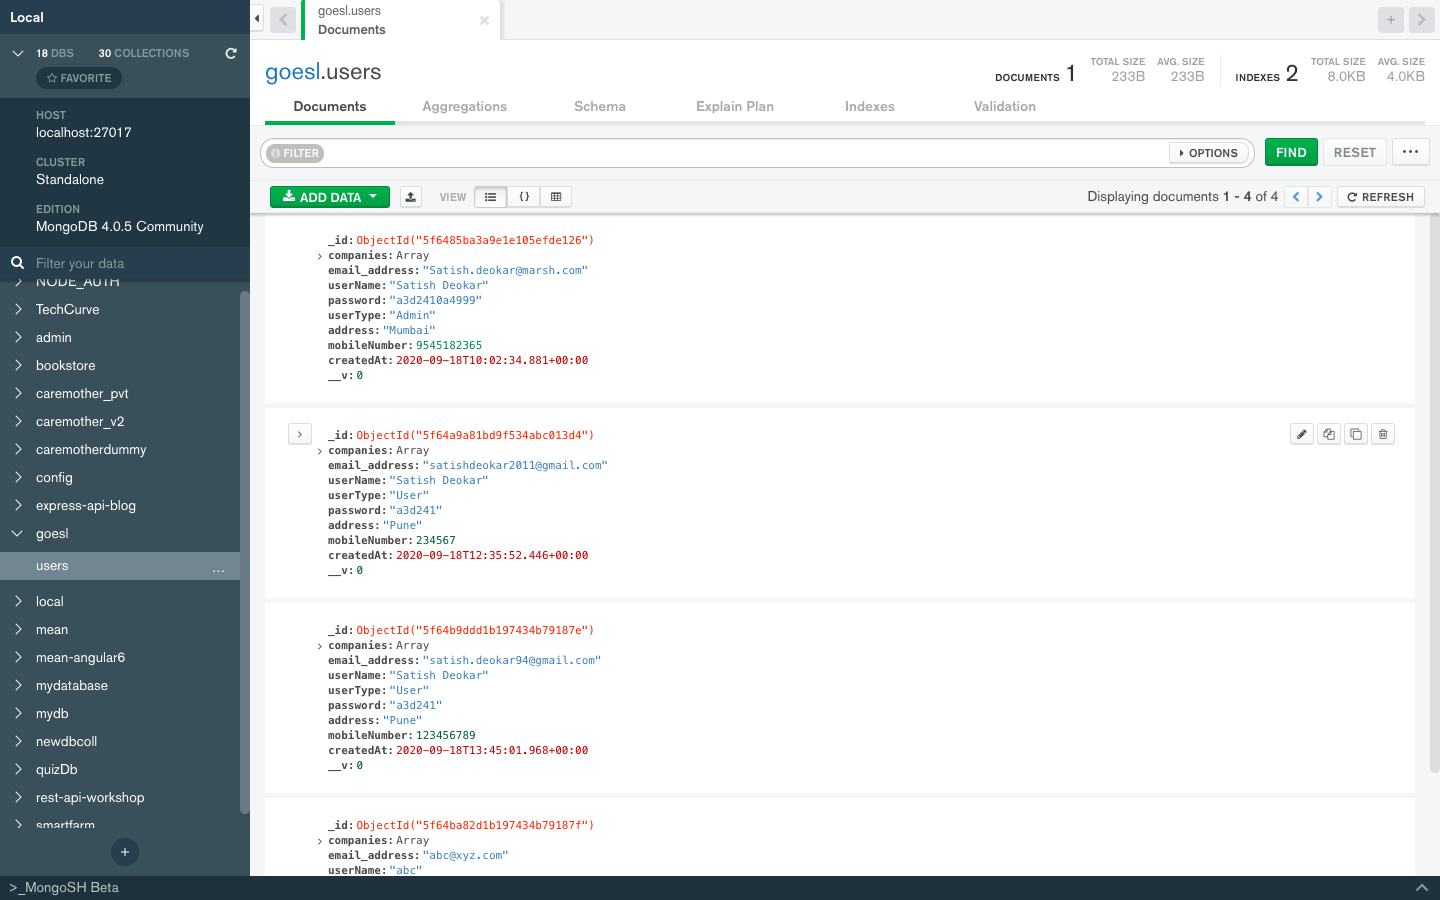 Local
18 DBS 30 COLLECTIONS
FAVORITE
HOST
localhost:27017
CLUSTER
Standalone
EDITION
MongoDB 4.0.5 Community
Filter your data
NODE_AUTH
TechCurve
admin
bookstore
caremother_pvt
caremother_v2
caremotherdummy
config
express-api-blog
goesl
users ...
local
mean
mean-angular6
mydatabase
mydb
newdbcoll
quizDb
rest-api-workshop
smartfarm
+
>_MongoSH Beta
goesl.users
Documents
goesl.users
DOCUMENTS 1 TOTAL SIZE 233B AVG. SIZE 233B INDEXES 2 TOTAL SIZE 8.0KB AVG. SIZE 4.0KB
Documents Aggregations Schema Explain Plan Indexes Validation
FILTER OPTIONS FIND RESET ...
ADD DATA VIEW {} Displaying documents 1 - 4 of 4 < > REFRESH
_id: ObjectId("5f6485ba3a9e1e105efde126")
companies: Array
email_address: "Satish.deokar@marsh.com"
userName: "Satish Deokar"
password: "a3d2410a4999"
userType: "Admin"
address: "Mumbai"
mobileNumber: 9545182365
createdAt: 2020-09-18T10:02:34.881+00:00
__v: 0
_id: ObjectId("5f64a9a81bd9f534abc013d4")
companies: Array
email_address: "satishdeokar2011@gmail.com"
userName: "Satish Deokar"
userType: "User"
password: "a3d241"
address: "Pune"
mobileNumber: 234567
createdAt: 2020-09-18T12:35:52.446+00:00
__v: 0
_id: ObjectId("5f64b9ddd1b197434b79187e")
companies: Array
email_address: "satish.deokar94@gmail.com"
userName: "Satish Deokar"
userType: "User"
password: "a3d241"
address: "Pune"
mobileNumber: 123456789
createdAt: 2020-09-18T13:45:01.968+00:00
__v: 0
_id: ObjectId("5f64ba82d1b197434b79187f")
companies: Array
email_address: "abc@xyz.com"
userName: "abc"